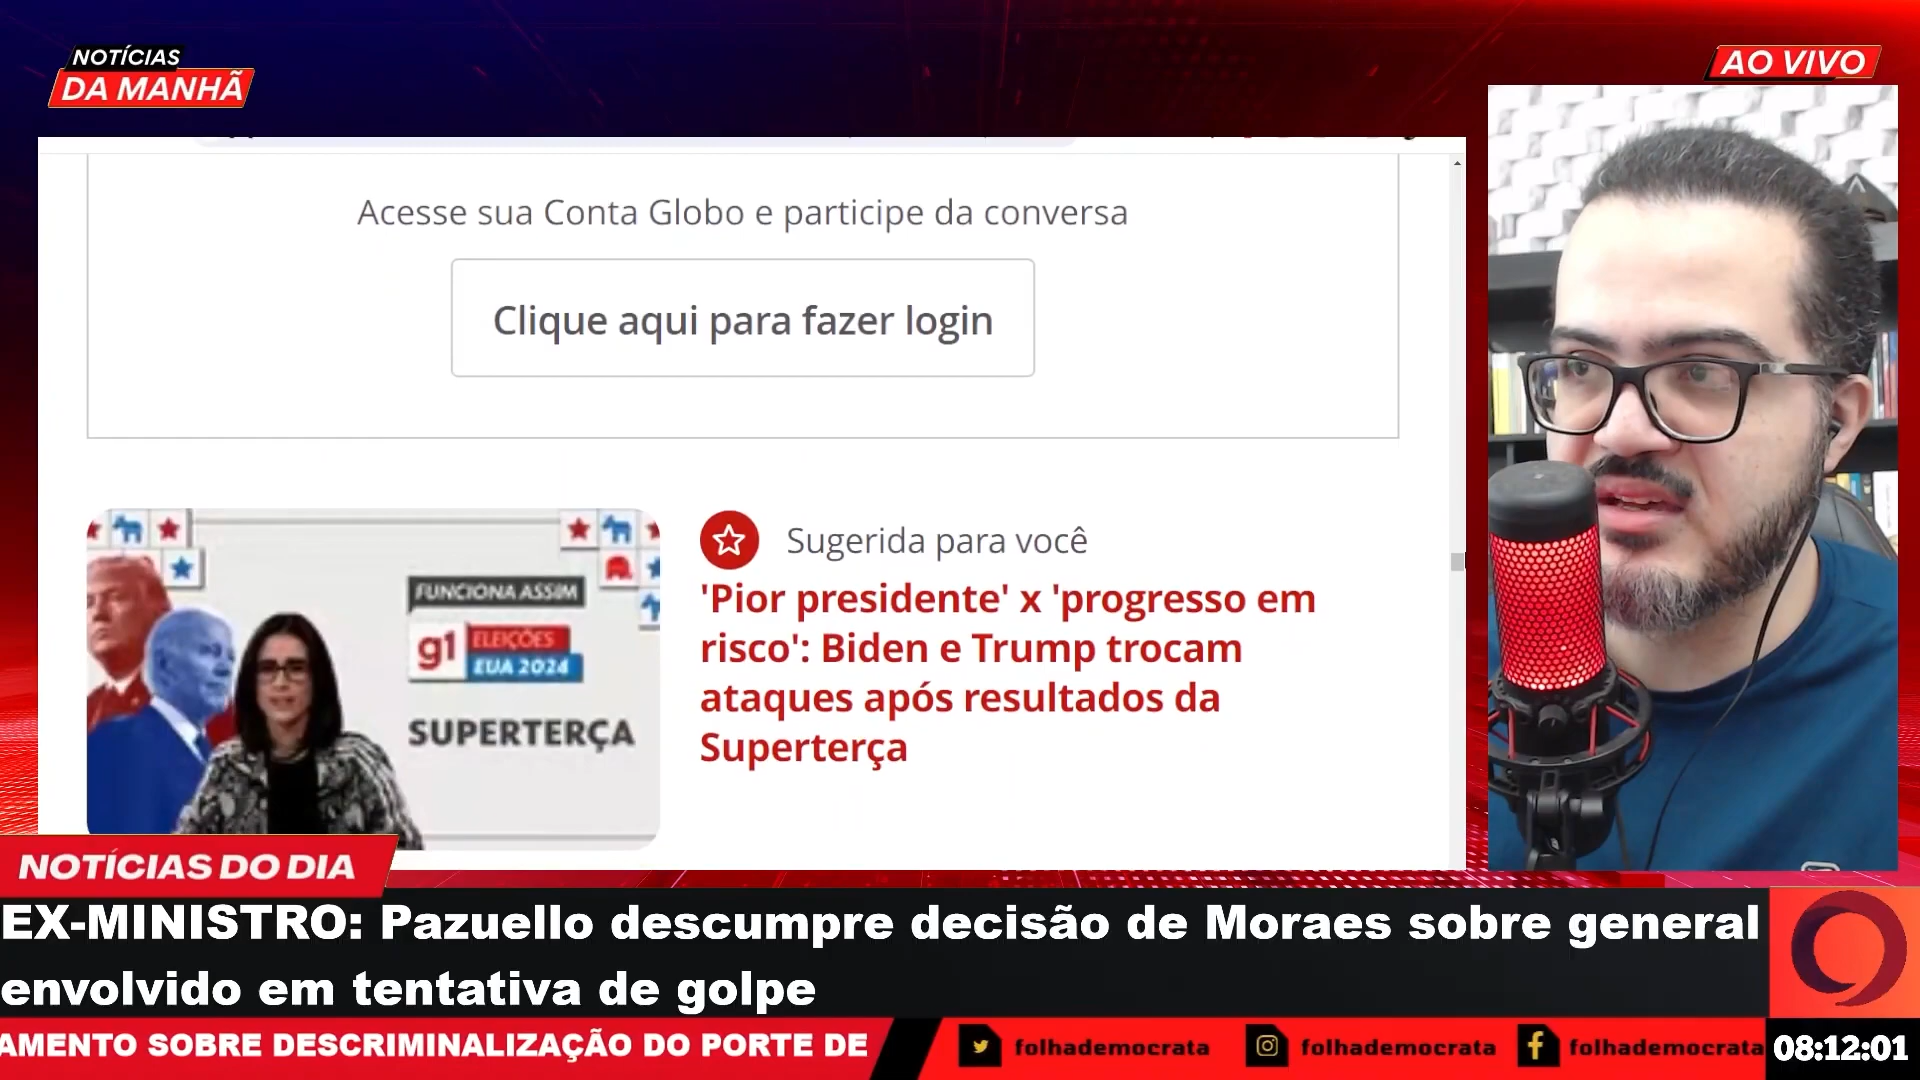 NOTÍCIAS
DA MANHÃ
AO VIVO
Acesse sua Conta Globo e participe da conversa
Clique aqui para fazer login
FUNCIONA ASSIM
g1 ELEIÇÕES
EUA 2024
SUPERTERÇA
Sugerida para você
'Pior presidente' x 'progresso em
risco': Biden e Trump trocam
ataques após resultados da
Superterça
NOTÍCIAS DO DIA
EX-MINISTRO: Pazuello descumpre decisão de Moraes sobre general
envolvido em tentativa de golpe
AMENTO SOBRE DESCRIMINALIZAÇÃO DO PORTE DE
folhademocrata
folhademocrata
folhademocrata
08:12:01